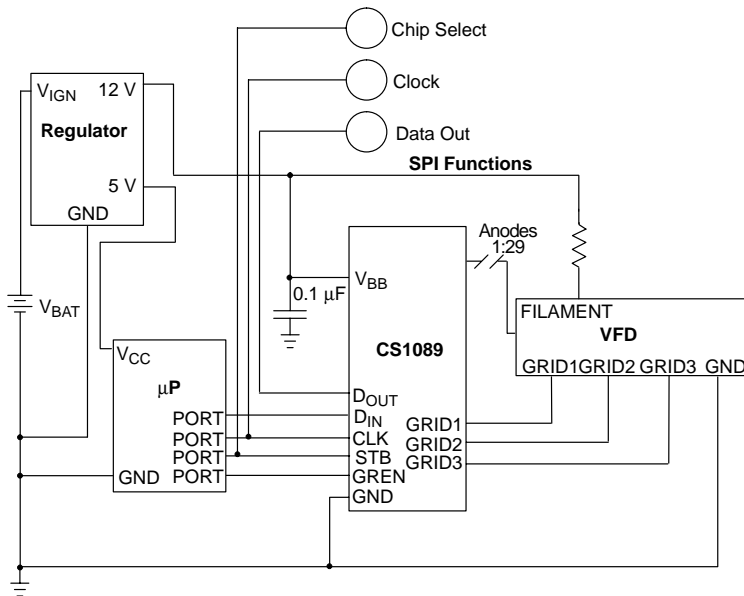 Chip Select
Clock
Data Out
SPI Functions
V_IGN 12 V
Regulator
5 V
GND
V_BAT
0.1 µF
V_BB
CS1089
Anodes
1:29
FILAMENT
VFD
GRID1 GRID2 GRID3 GND
V_CC
µP
PORT
PORT
PORT
GND PORT
D_OUT
D_IN
CLK
STB
GREN
GND
GRID1
GRID2
GRID3